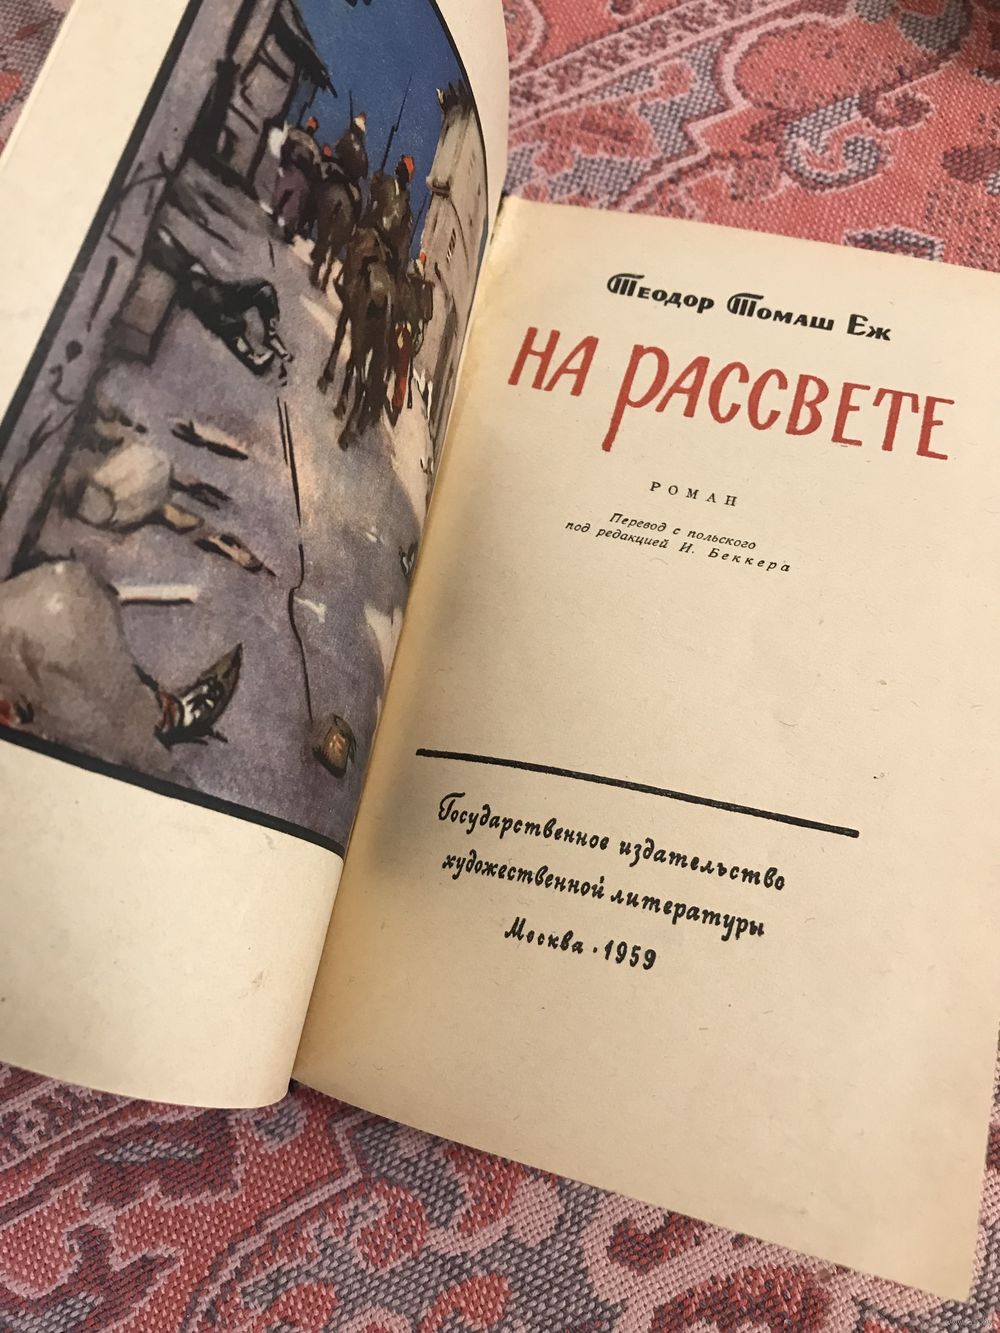 Теодор Томаш Еж
НА РАССВЕТЕ
РОМАН
Перевод с польского
под редакцией И. Беккера
Государственное издательство
художественной литературы
Москва · 1959